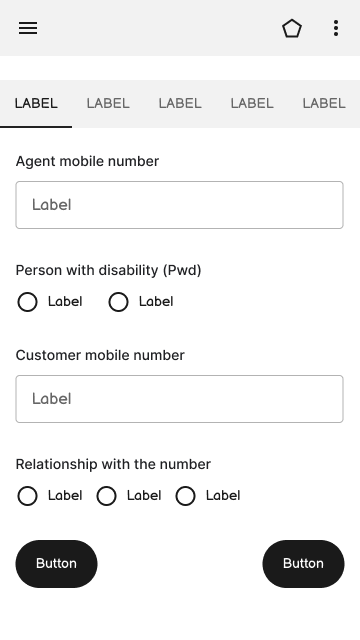 LABEL LABEL LABEL LABEL LABEL
Agent mobile number
Label
Person with disability (Pwd)
Label Label
Customer mobile number
Label
Relationship with the number
Label Label Label
Button Button